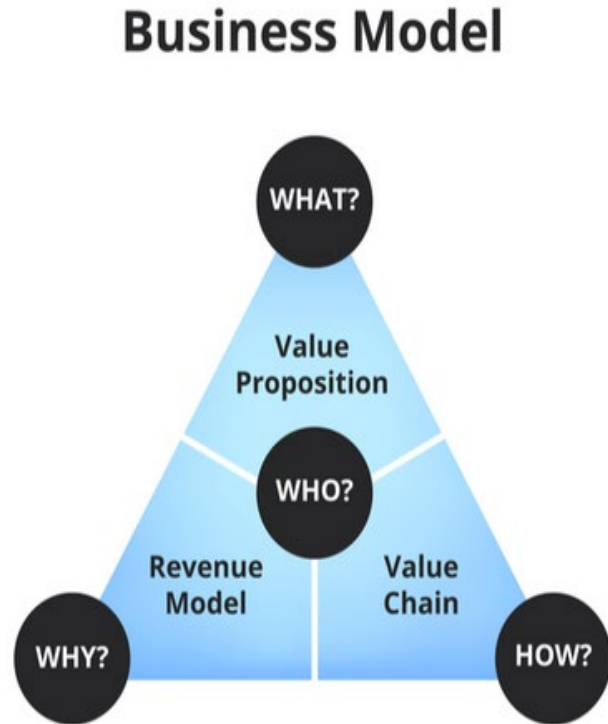 Business Model
WHAT?
Value
Proposition
WHO?
Revenue
Model
Value
Chain
WHY?
HOW?